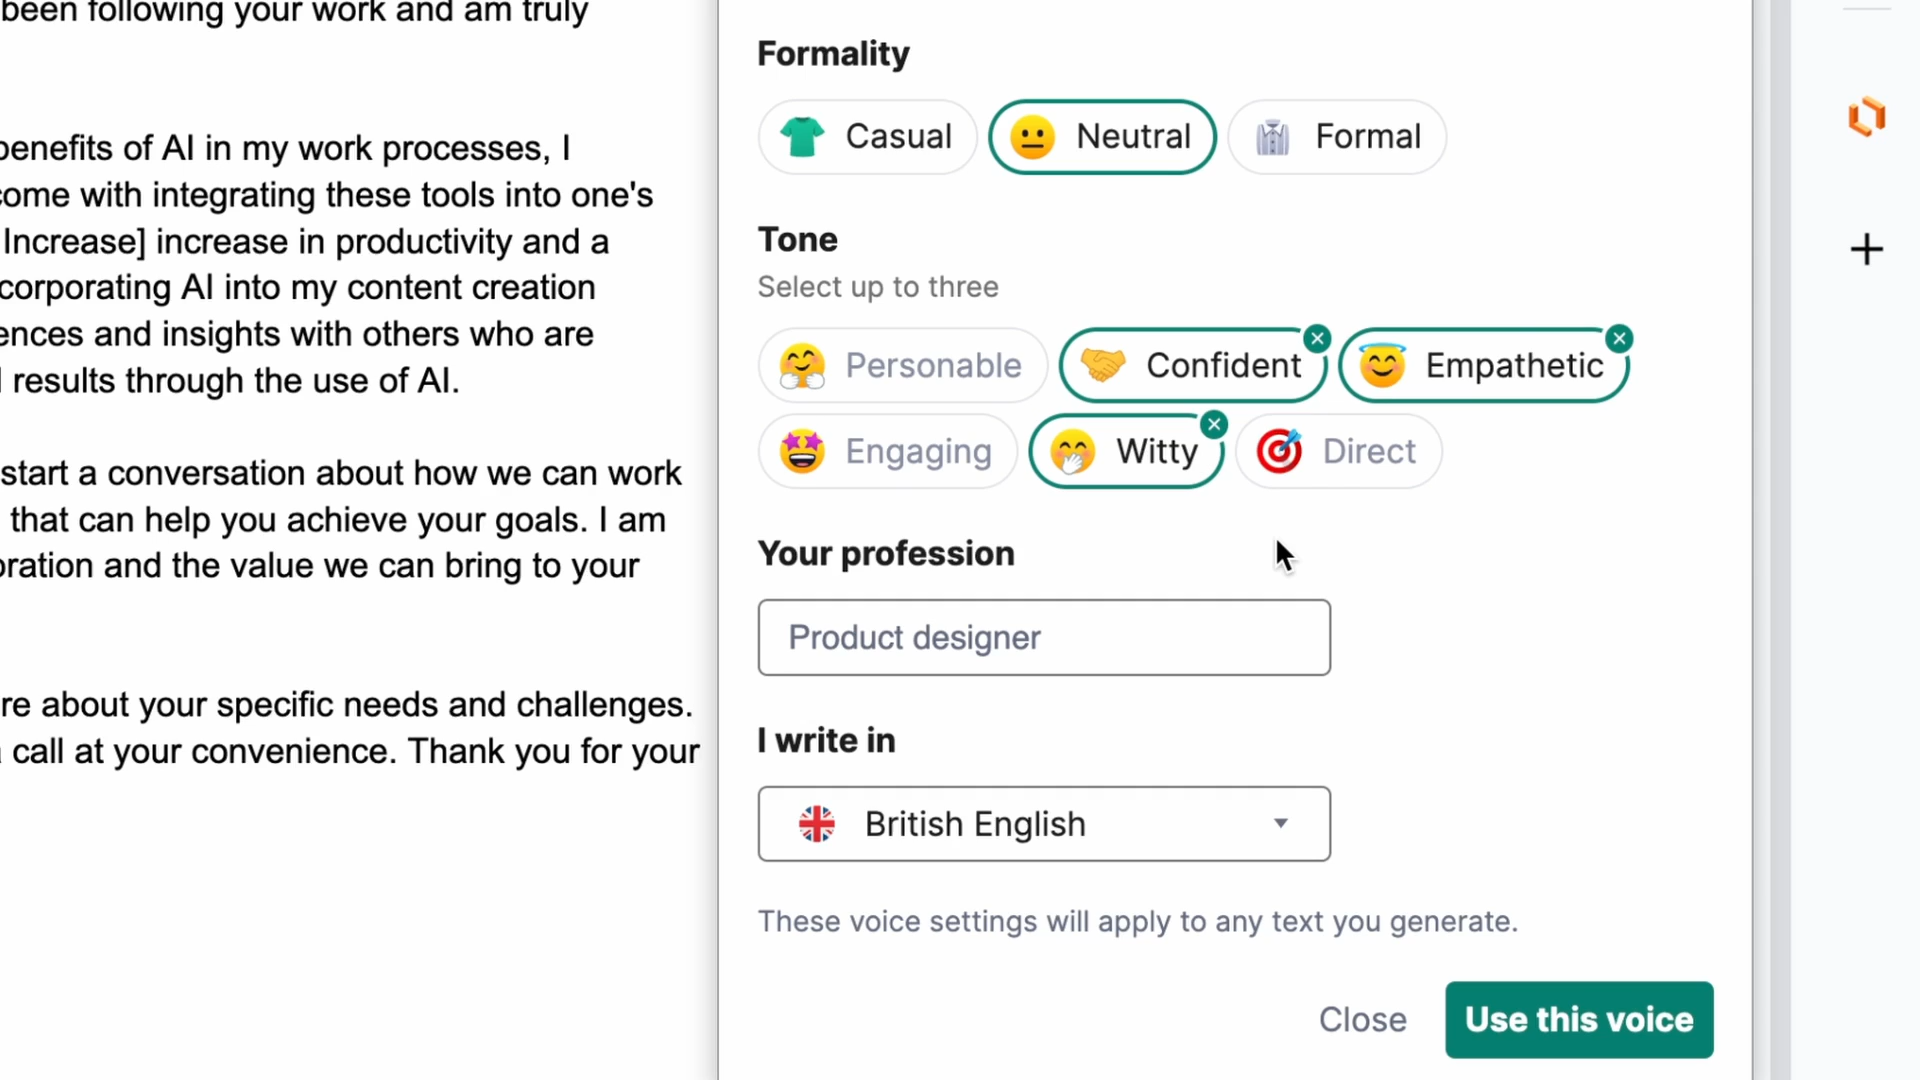 been following your work and am truly
benefits of AI in my work processes, I
come with integrating these tools into one's
Increase] increase in productivity and a
corporating AI into my content creation
ences and insights with others who are
results through the use of AI.
start a conversation about how we can work
that can help you achieve your goals. I am
oration and the value we can bring to your
re about your specific needs and challenges.
call at your convenience. Thank you for your
Formality
Casual Neutral Formal
Tone
Select up to three
Personable Confident Empathetic
Engaging Witty Direct
Your profession
Product designer
I write in
British English
These voice settings will apply to any text you generate.
Close Use this voice